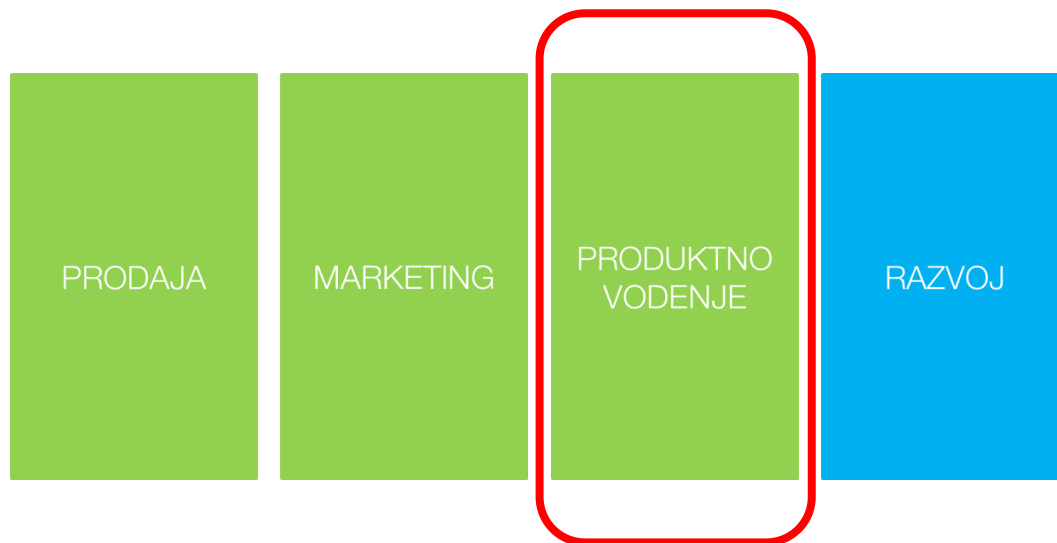 PRODAJA
MARKETING
PRODUKTNO
VODENJE
RAZVOJ